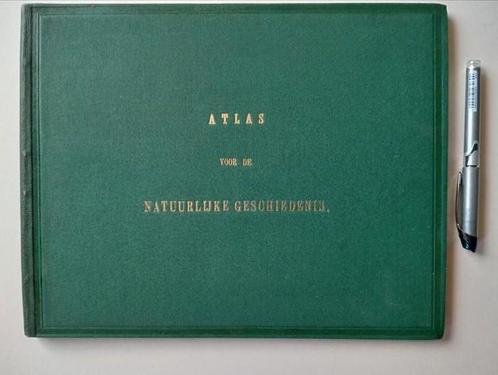 ATLAS
VOOR DE
NATUURLIJKE GESCHIEDENIS.